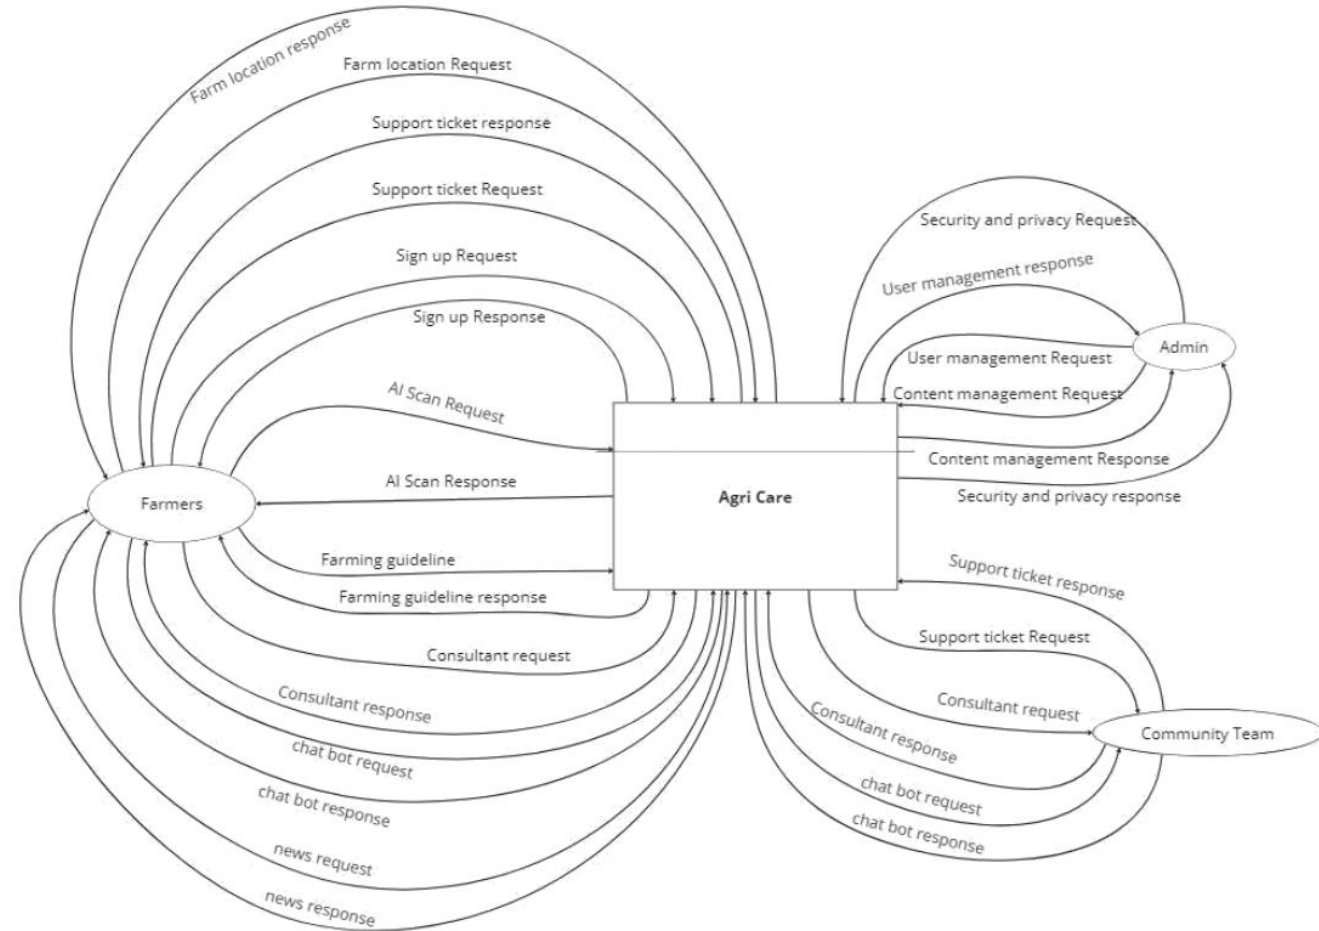 Farm location response
Farm location Request
Support ticket response
Support ticket Request
Sign up Request
Sign up Response
AI Scan Request
AI Scan Response
Farmers
Farming guideline
Farming guideline response
Consultant request
Consultant response
chat bot request
chat bot response
news request
news response
Agri Care
Security and privacy Request
User management response
Admin
User management Request
Content management Request
Content management Response
Security and privacy response
Support ticket response
Support ticket Request
Consultant request
Consultant response
Community Team
chat bot request
chat bot response